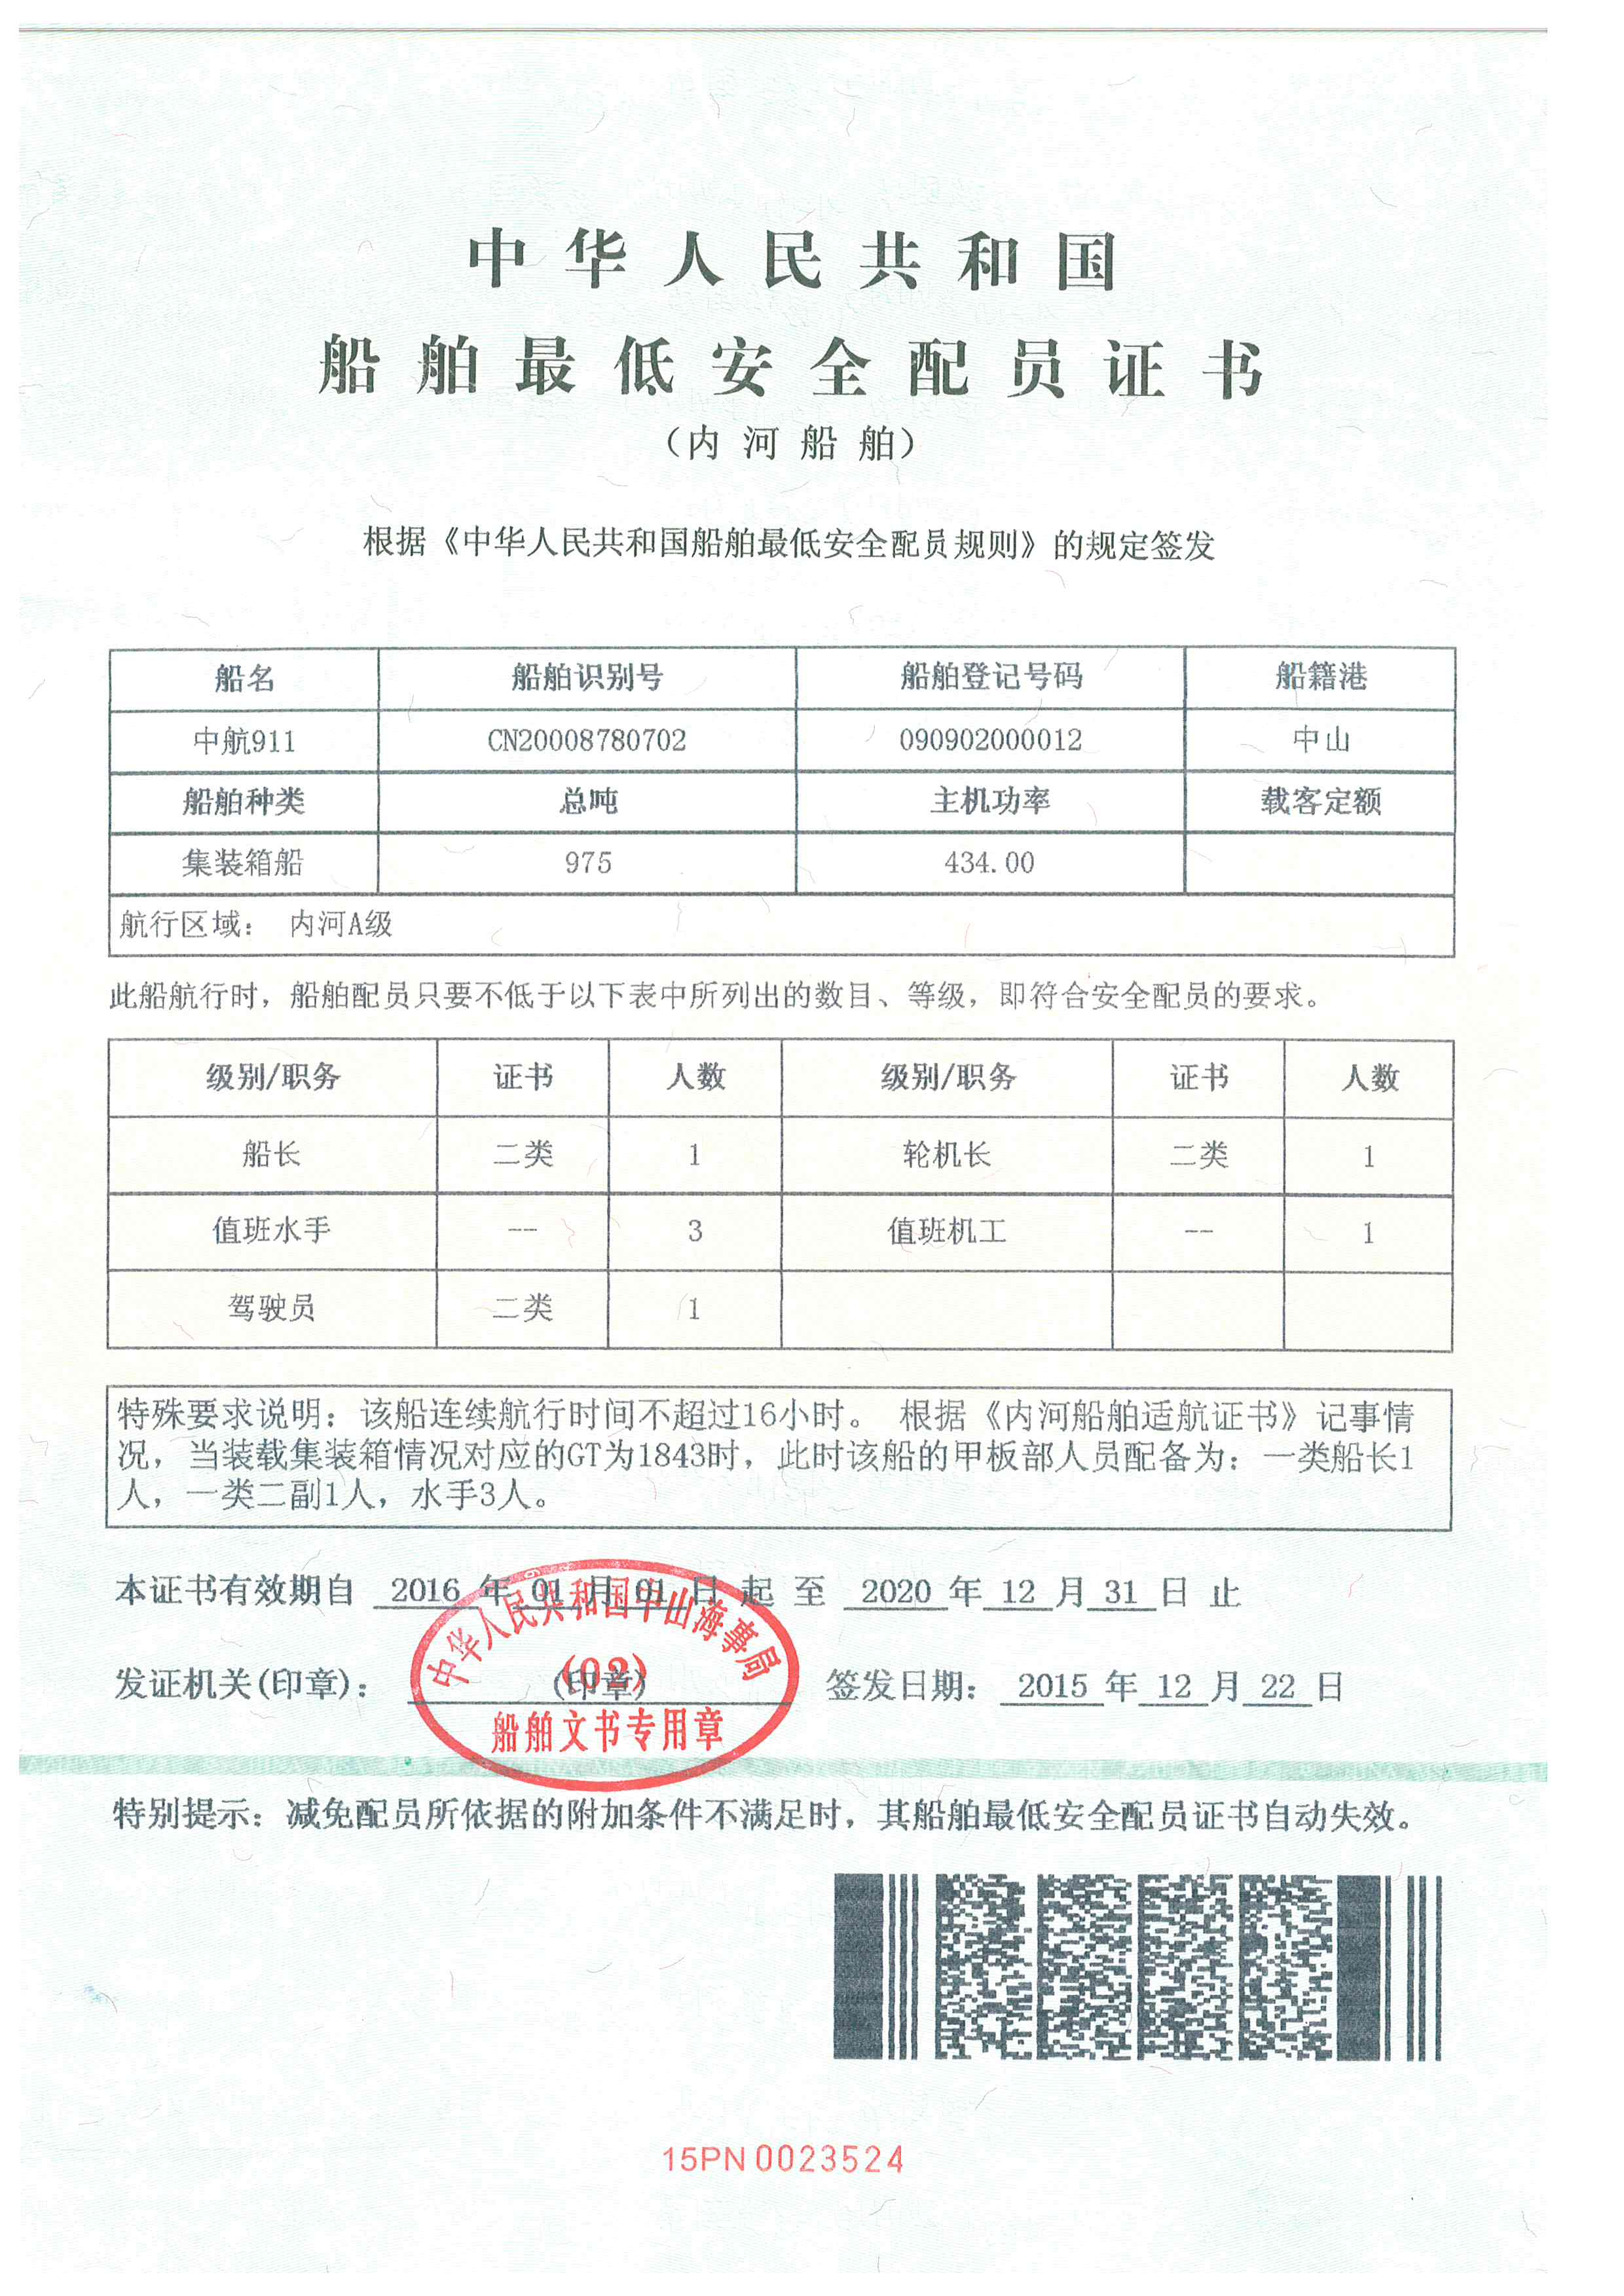 中华人民共和国
船舶最低安全配员证书
（内河船舶）
根据《中华人民共和国船舶最低安全配员规则》的规定签发
船名 船舶识别号 船舶登记号码 船籍港
中航911 CN20008780702 090902000012 中山
船舶种类 总吨 主机功率 载客定额
集装箱船 975 434.00
航行区域： 内河A级
此船航行时，船舶配员只要不低于以下表中所列出的数目、等级，即符合安全配员的要求。
级别/职务 证书 人数 级别/职务 证书 人数
船长 二类 1 轮机长 二类 1
值班水手 -- 3 值班机工 -- 1
驾驶员 二类 1
特殊要求说明：该船连续航行时间不超过16小时。 根据《内河船舶适航证书》记事情
况，当装载集装箱情况对应的GT为1843时，此时该船的甲板部人员配备为：一类船长1
人，一类二副1人，水手3人。
本证书有效期自 2016 年 01 月 01 日 起 至 2020 年 12 月 31 日 止
中华人民共和国中山海事局
发证机关(印章)： (印章) 签发日期： 2015 年 12 月 22 日
(02)
船舶文书专用章
特别提示：减免配员所依据的附加条件不满足时，其船舶最低安全配员证书自动失效。
15PN 0023524